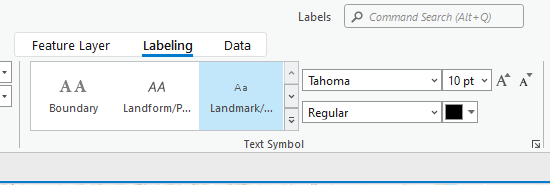 Labels Command Search (Alt+Q)
Feature Layer Labeling Data
AA AA Aa
Boundary Landform/P... Landmark/...
Tahoma 10 pt A A
Regular
Text Symbol